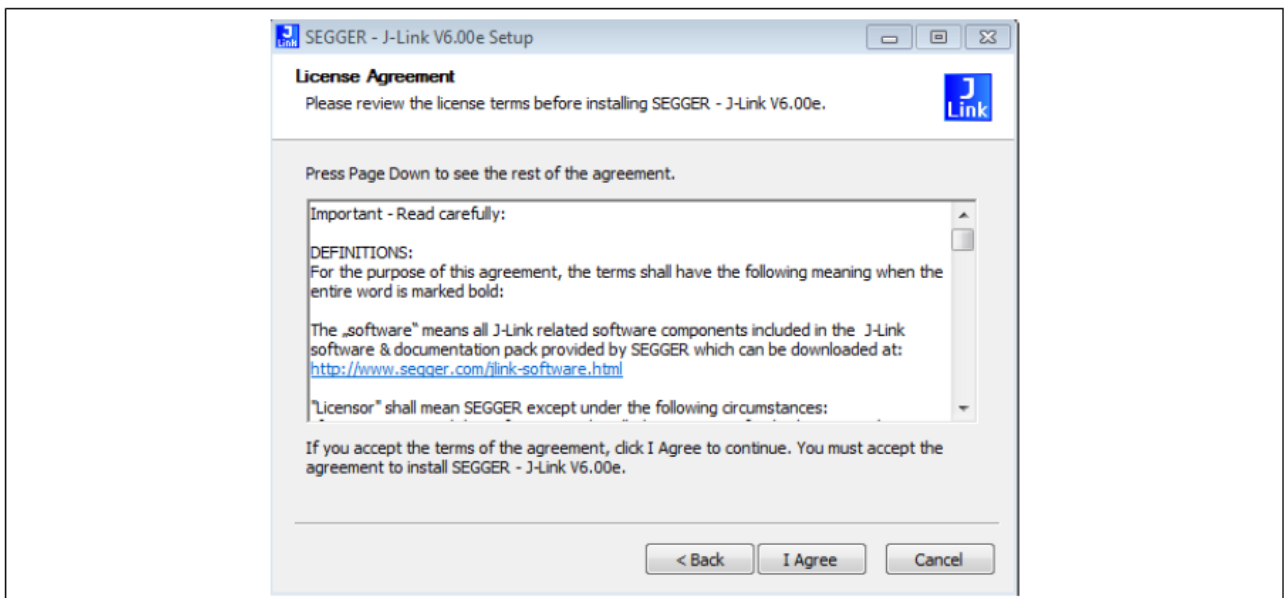 J
Link
SEGGER - J-Link V6.00e Setup
License Agreement
Please review the license terms before installing SEGGER - J-Link V6.00e.
J
Link
Press Page Down to see the rest of the agreement.
Important - Read carefully:
DEFINITIONS:
For the purpose of this agreement, the terms shall have the following meaning when the
entire word is marked bold:
The „software“ means all J-Link related software components included in the J-Link
software & documentation pack provided by SEGGER which can be downloaded at:
http://www.segger.com/jlink-software.html
"Licensor" shall mean SEGGER except under the following circumstances:
If you accept the terms of the agreement, click I Agree to continue. You must accept the
agreement to install SEGGER - J-Link V6.00e.
< Back
I Agree
Cancel